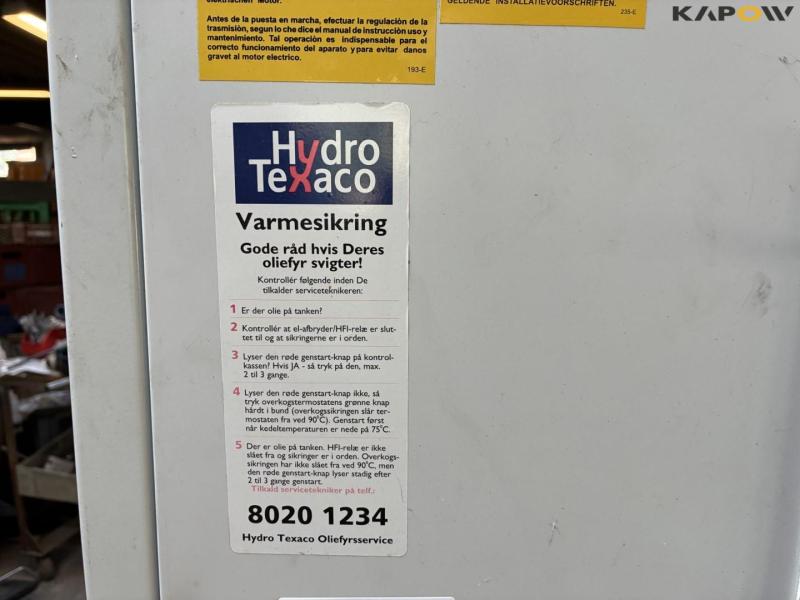 Antes de la puesta en marcha, efectuar la regulación de la
trasmisión, segun lo che dice el manual de instrucción uso y
mantenimiento. Tal operación es indispensable para el
correcto funcionamiento del aparato y para evitar danos
gravet al motor electrico.
193-E
GELDENDE INSTALLATIEVOORSCHRIFTEN.
235-E
KAPOW
Hydro
Texaco
Varmesikring
Gode råd hvis Deres
oliefyr svigter!
Kontrollér følgende inden De
tilkalder serviceteknikeren:
1 Er der olie på tanken?
2 Kontrollér at el-afbryder/HFI-relæ er slut-
tet til og at sikringerne er i orden.
3 Lyser den røde genstart-knap på kontrol-
kassen? Hvis JA - så tryk på den, max.
2 til 3 gange.
4 Lyser den røde genstart-knap ikke, så
tryk overkogstermostatens grønne knap
hårdt i bund (overkogssikringen slår ter-
mostaten fra ved 90°C). Genstart først
når kedeltemperaturen er nede på 75°C.
5 Der er olie på tanken. HFI-relæ er ikke
slået fra og sikringer er i orden. Overkogs-
sikringen har ikke slået fra ved 90°C, men
den røde genstart-knap lyser stadig efter
2 til 3 gange genstart.
Tilkald servicetekniker på telf.:
8020 1234
Hydro Texaco Oliefyrsservice